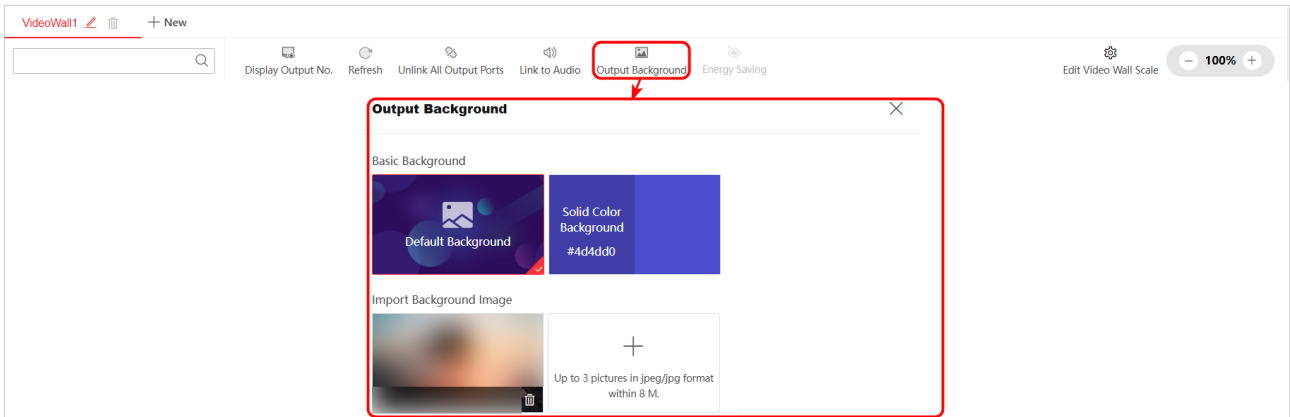 VideoWall1
New
Display Output No.
Refresh
Unlink All Output Ports
Link to Audio
Output Background
Energy Saving
Edit Video Wall Scale
100%
Output Background
Basic Background
Default Background
Solid Color
Background
#4d4dd0
Import Background Image
Up to 3 pictures in jpeg/jpg format
within 8 M.